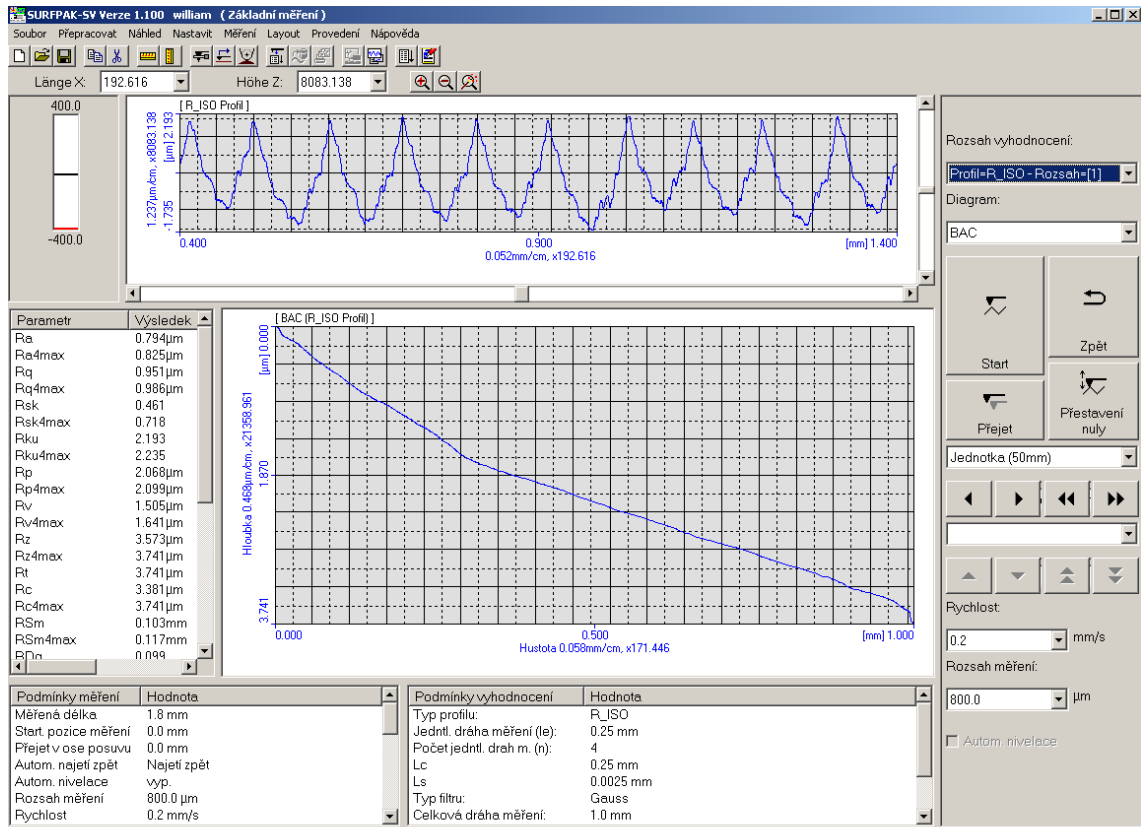 SURFPAK-SV Verze 1.100 william ( Základní měření )
Soubor Přepracovat Náhled Nastavit Měření Layout Provedení Nápověda
Länge X: 192.616 Höhe Z: 8083.138
400.0
-400.0
[ R_ISO Profil ]
1.237µm/cm, x8083.138
-1.735 [µm] 2.193
0.400 0.900 [mm] 1.400
0.052mm/cm, x192.616
Parametr Výsledek
Ra 0.794µm
Ra4max 0.825µm
Rq 0.951µm
Rq4max 0.986µm
Rsk 0.461
Rsk4max 0.718
Rku 2.193
Rku4max 2.235
Rp 2.068µm
Rp4max 2.099µm
Rv 1.505µm
Rv4max 1.641µm
Rz 3.573µm
Rz4max 3.741µm
Rt 3.741µm
Rc 3.381µm
Rc4max 3.741µm
RSm 0.103mm
RSm4max 0.117mm
RDq 0.099
[ BAC (R_ISO Profil) ]
Hloubka 0.468µm/cm, x21358.961
3.741 1.870 [µm] 0.000
0.000 0.500 [mm] 1.000
Hustota 0.058mm/cm, x171.446
Podmínky měření Hodnota
Měřená délka 1.8 mm
Start. pozice měření 0.0 mm
Přejet v ose posuvu 0.0 mm
Autom. najetí zpět Najetí zpět
Autom. nivelace vyp.
Rozsah měření 800.0 µm
Rychlost 0.2 mm/s
Podmínky vyhodnocení Hodnota
Typ profilu: R_ISO
Jedntl. dráha měření (le): 0.25 mm
Počet jedntl. drah m. (n): 4
Lc 0.25 mm
Ls 0.0025 mm
Typ filtru: Gauss
Celková dráha měření: 1.0 mm
Rozsah vyhodnocení:
Profil=R_ISO - Rozsah=[1]
Diagram:
BAC
Start
Zpět
Přejet
Přestavení
nuly
Jednotka (50mm)
Rychlost:
0.2 mm/s
Rozsah měření:
800.0 µm
Autom. nivelace